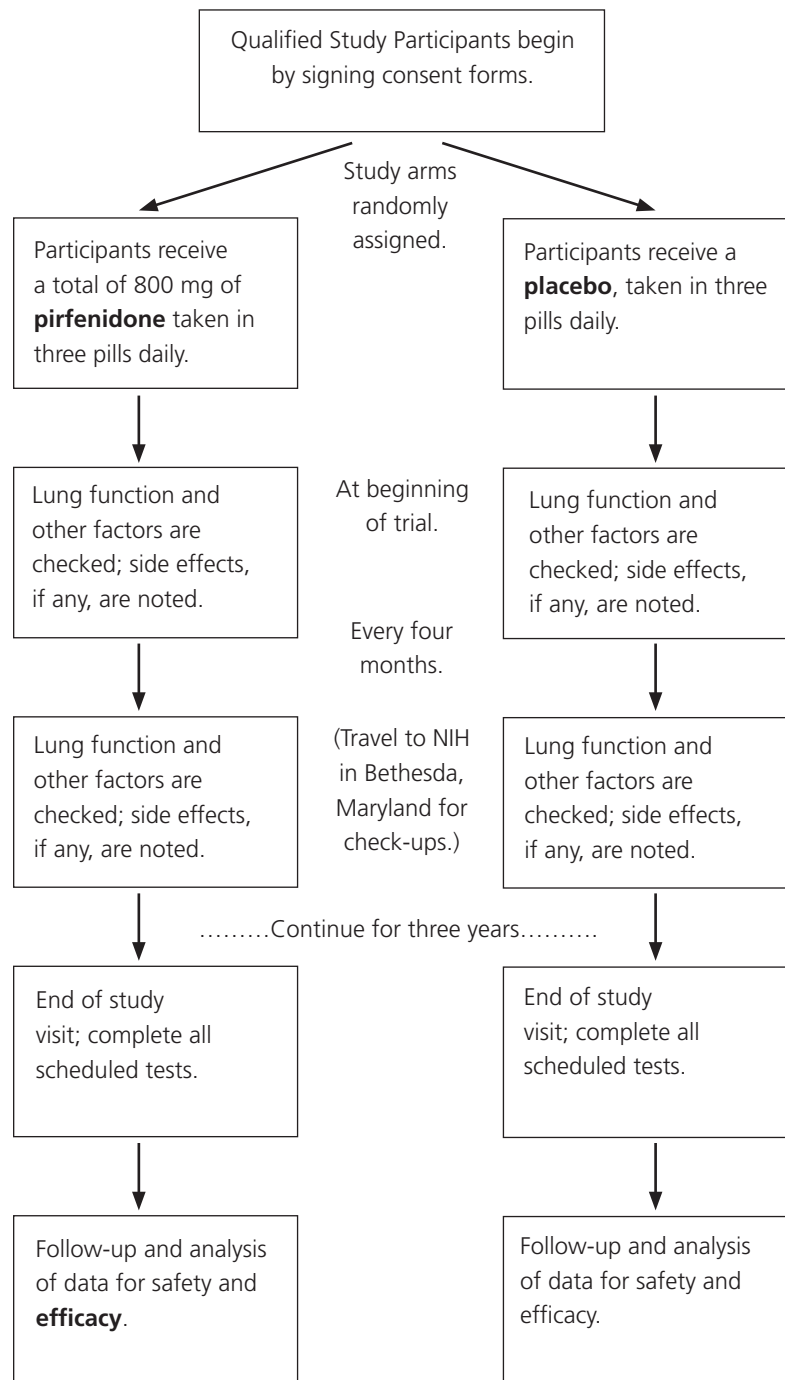 Qualified Study Participants begin
by signing consent forms.
Study arms
randomly
assigned.
Participants receive
a total of 800 mg of
pirfenidone taken in
three pills daily.
Participants receive a
placebo, taken in three
pills daily.
Lung function and
other factors are
checked; side effects,
if any, are noted.
At beginning
of trial.
Lung function and
other factors are
checked; side effects,
if any, are noted.
Every four
months.
Lung function and
other factors are
checked; side effects,
if any, are noted.
(Travel to NIH
in Bethesda,
Maryland for
check-ups.)
Lung function and
other factors are
checked; side effects,
if any, are noted.
.........Continue for three years..........
End of study
visit; complete all
scheduled tests.
End of study
visit; complete all
scheduled tests.
Follow-up and analysis
of data for safety and
efficacy.
Follow-up and analysis
of data for safety and
efficacy.